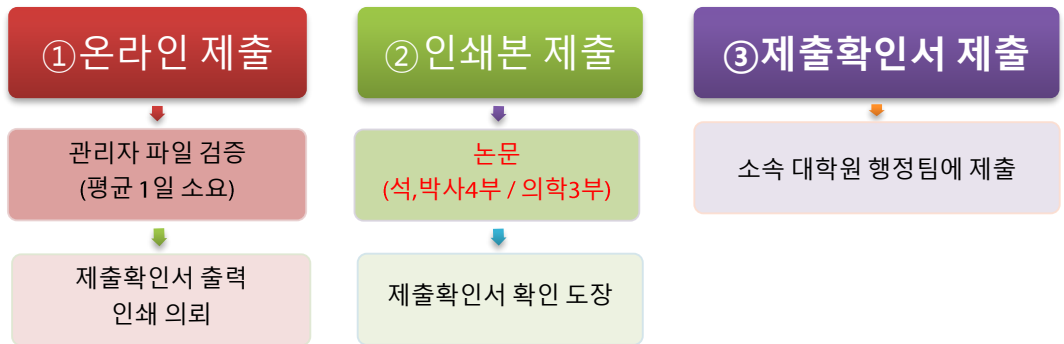 ①온라인 제출
관리자 파일 검증
(평균 1일 소요)
제출확인서 출력
인쇄 의뢰
②인쇄본 제출
논문
(석,박사4부 / 의학3부)
제출확인서 확인 도장
③제출확인서 제출
소속 대학원 행정팀에 제출